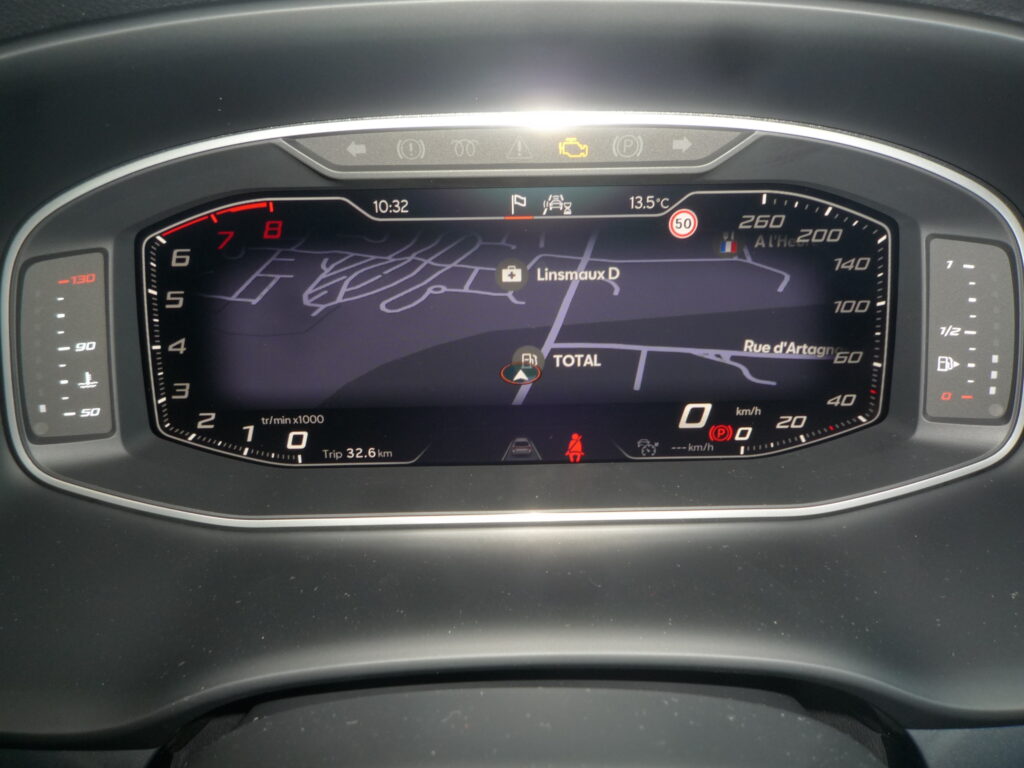 10:32
13.5°C
50
260
200
À l'Heu
Linsmaux D
7
8
6
5
4
3
2
1
0
tr/min x1000
Trip 32.6 km
130
90
50
140
100
60
40
20
0
Rue d'Artagn
TOTAL
0
km/h
P
--- km/h
1
1/2
0